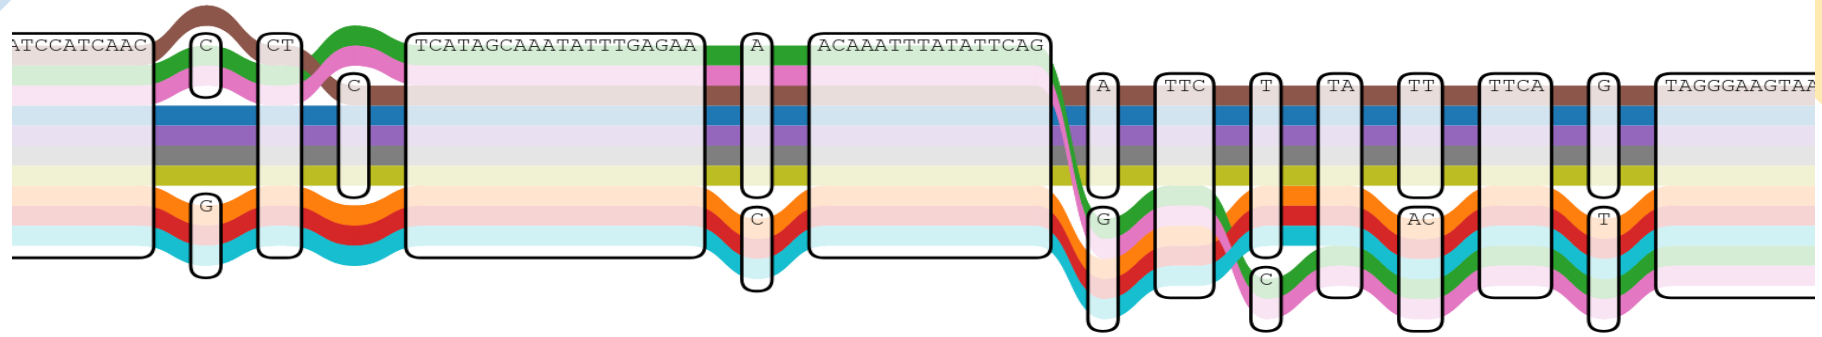 ATCCATCAAC C CT TCATAGCAAATATTTGAGAA A ACAAATTTATATTCAG
C A TTC T TA TT TTCA G TAGGGAAGTAA
G C G AC T
C